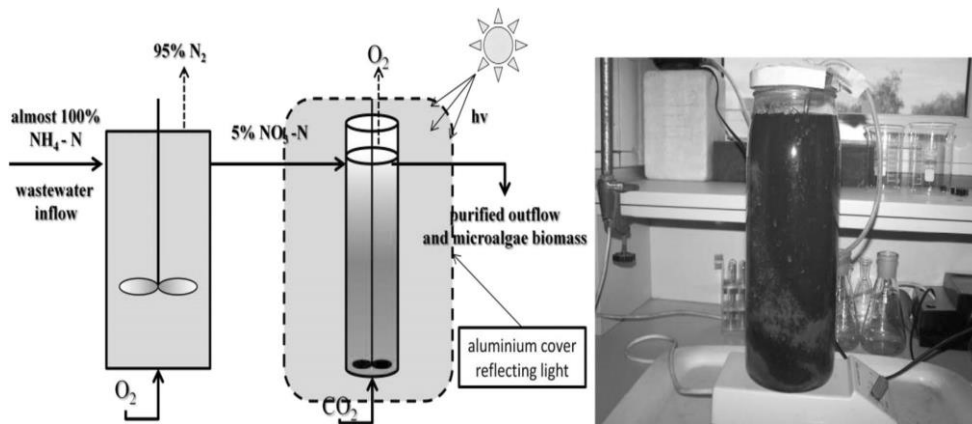 95% N₂
O₂
almost 100%
NH₄ - N
wastewater
inflow
5% NO₃ -N
hv
purified outflow
and microalgae biomass
aluminium cover
reflecting light
O₂
CO₂